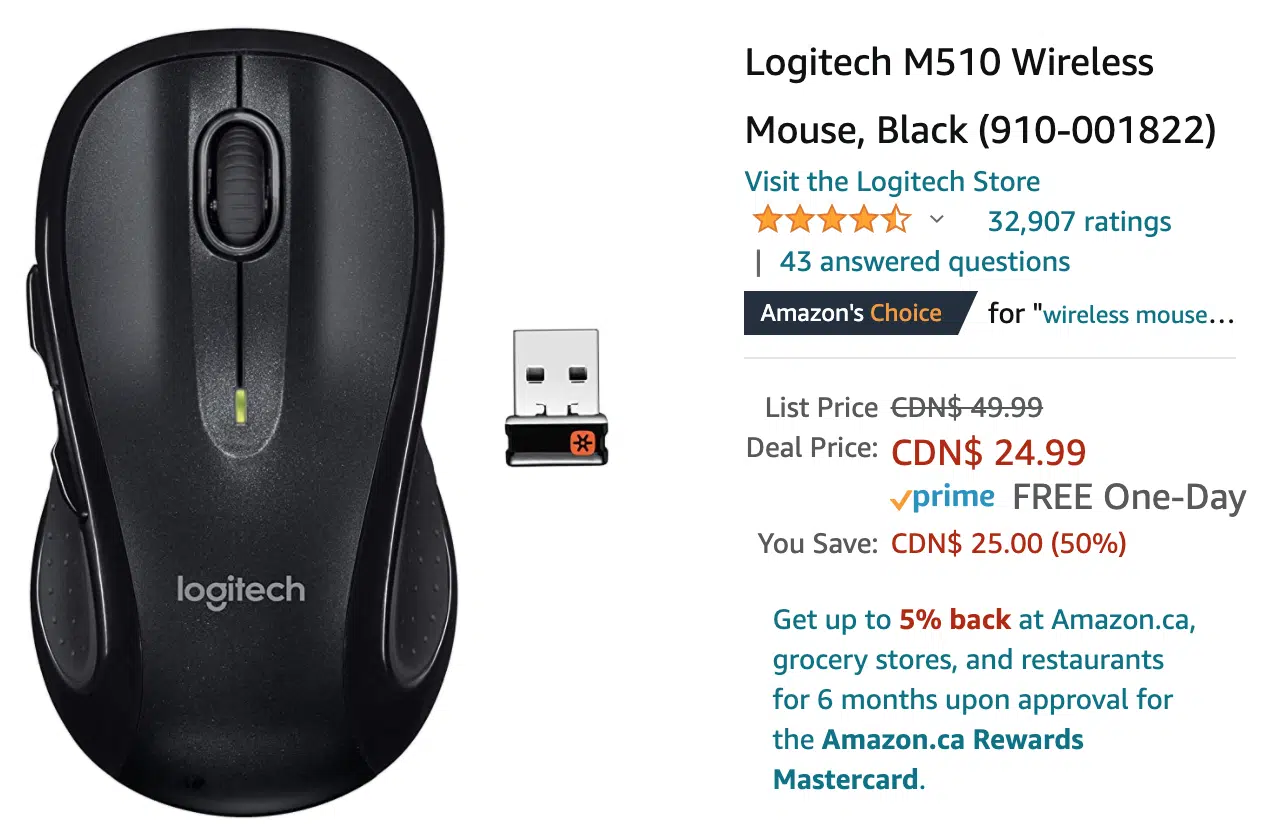 Logitech M510 Wireless
Mouse, Black (910-001822)
Visit the Logitech Store
32,907 ratings
| 43 answered questions
Amazon's Choice for "wireless mouse...
List Price CDN$ 49.99
Deal Price: CDN$ 24.99
prime FREE One-Day
You Save: CDN$ 25.00 (50%)
Get up to 5% back at Amazon.ca,
grocery stores, and restaurants
for 6 months upon approval for
the Amazon.ca Rewards
Mastercard.
logitech